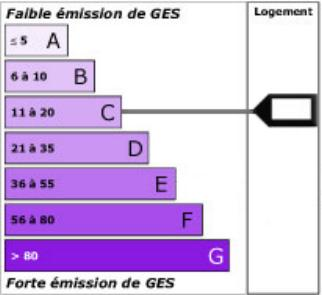 Faible émission de GES
Logement
≤ 5 A
6 à 10 B
11 à 20 C
21 à 35 D
36 à 55 E
56 à 80 F
> 80 G
Forte émission de GES